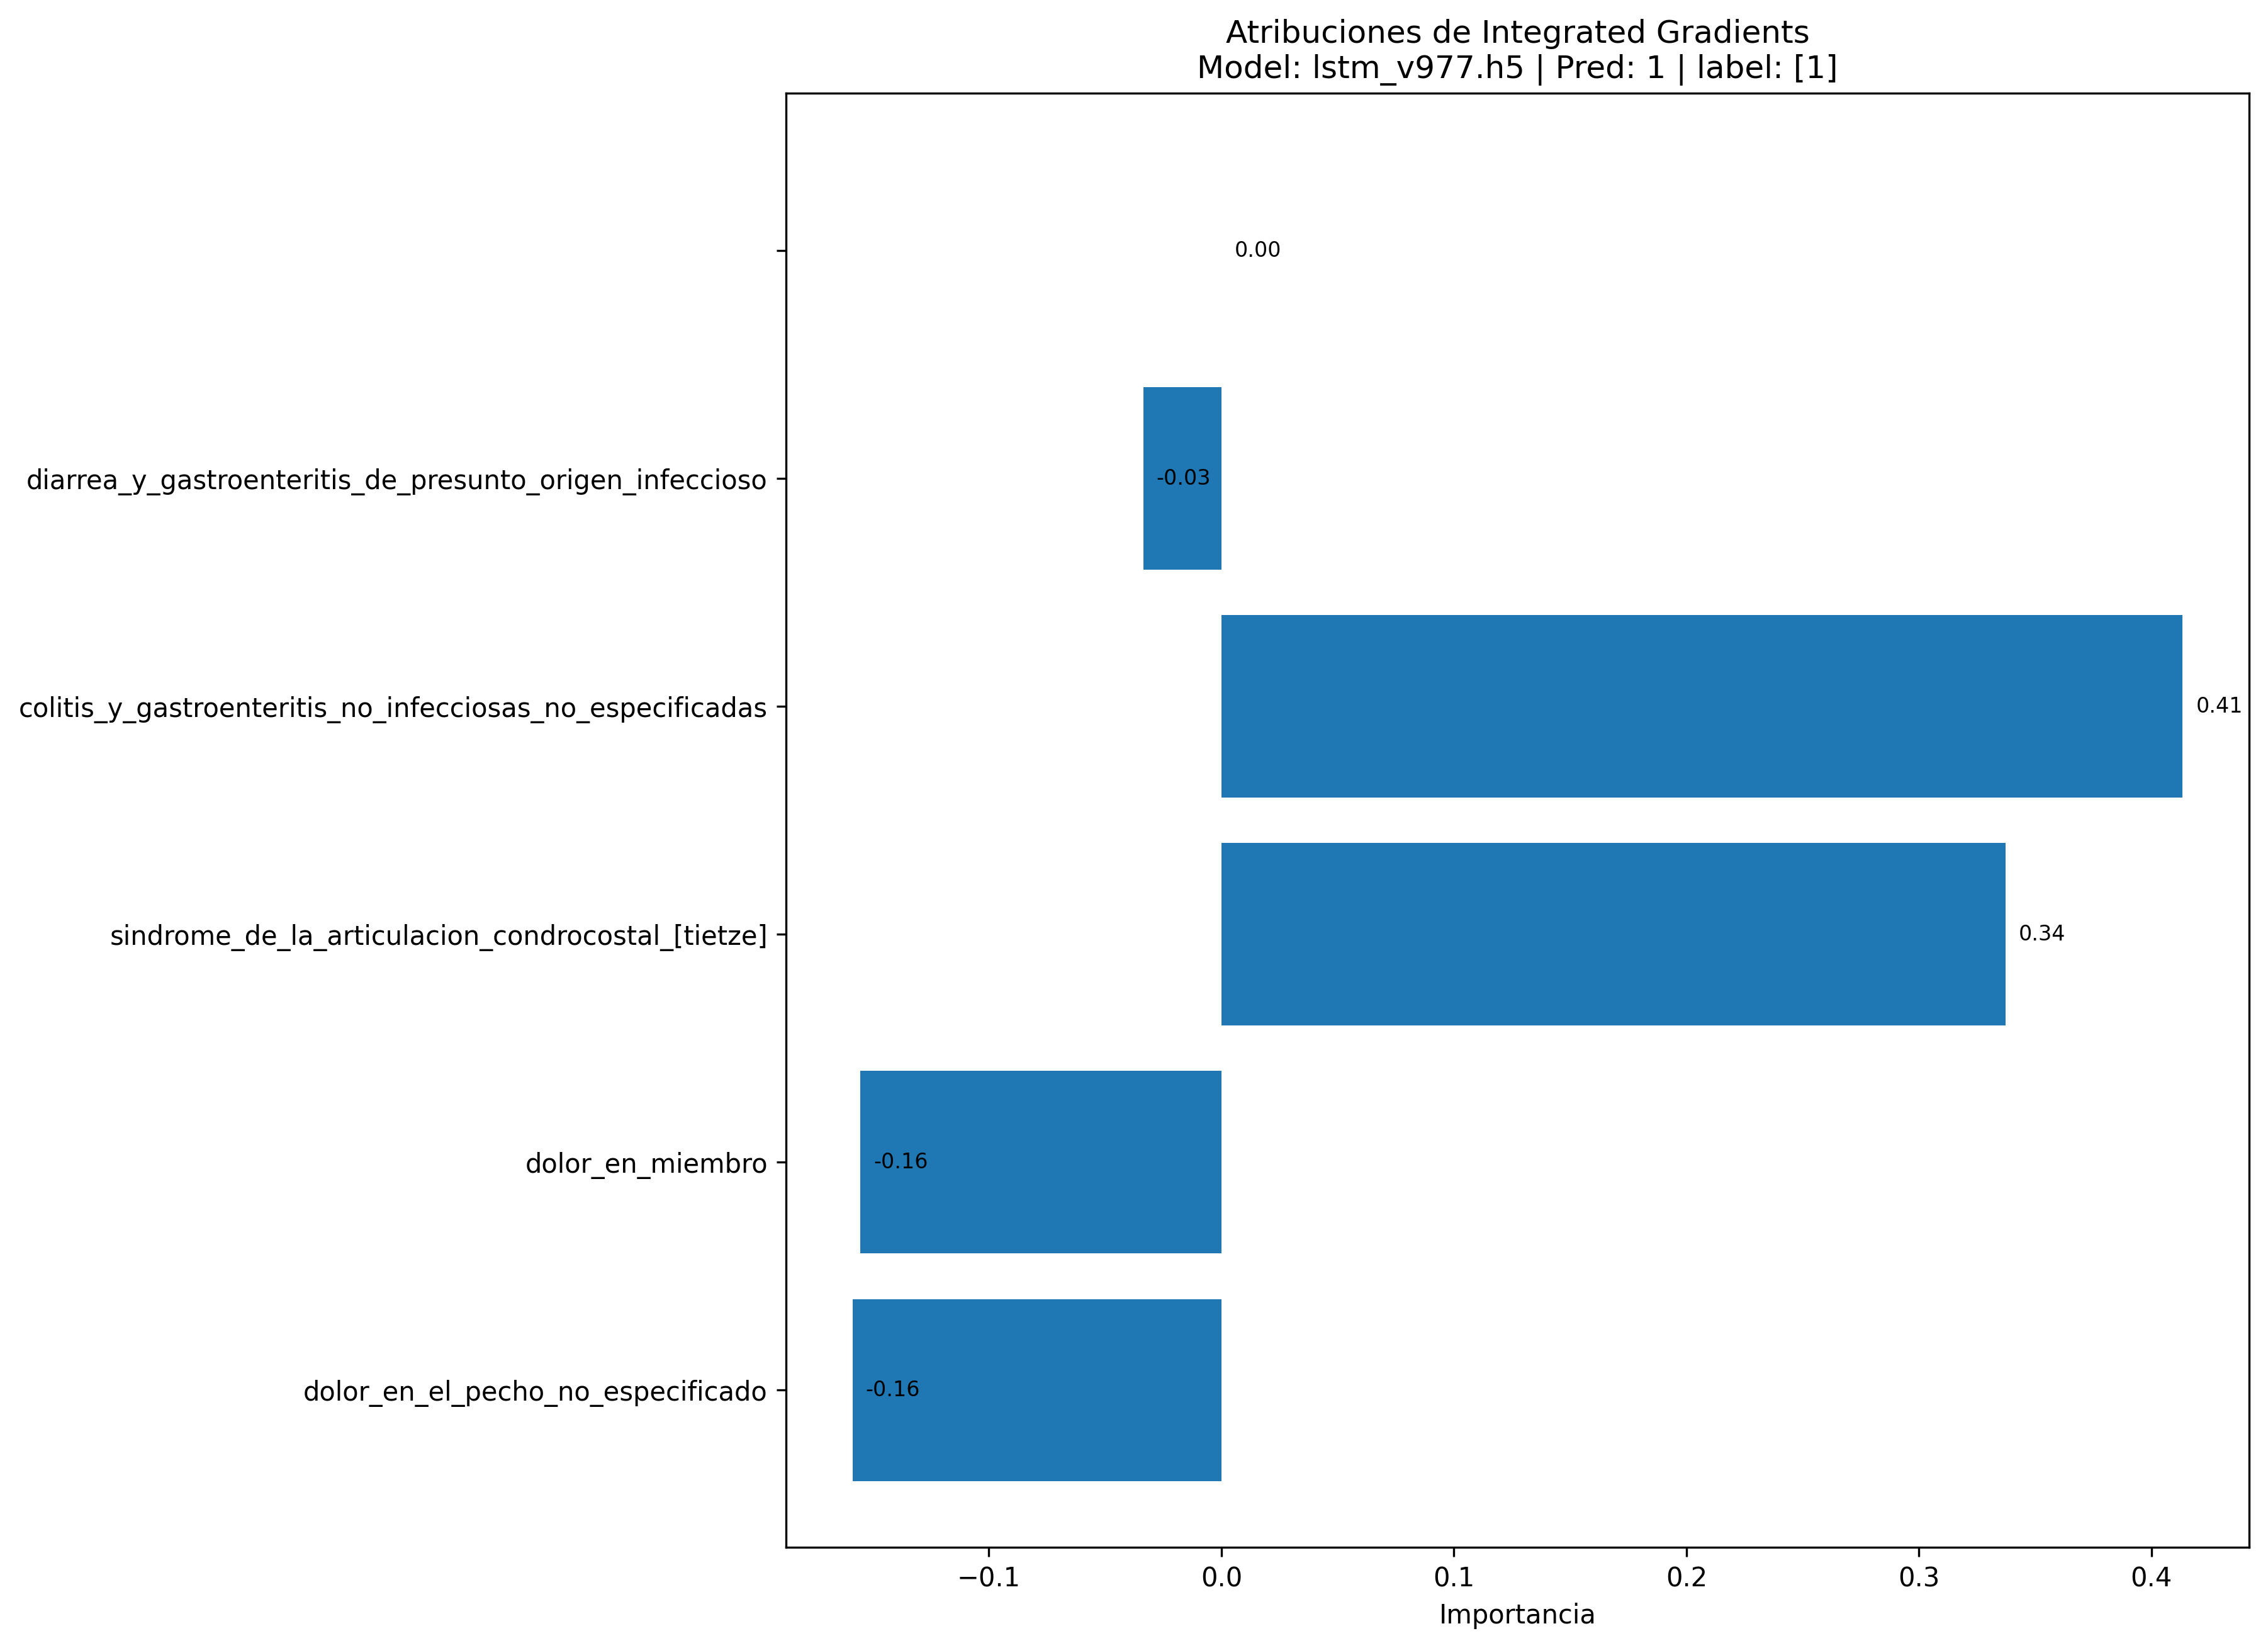 Atribuciones de Integrated Gradients
Model: lstm_v977.h5 | Pred: 1 | label: [1]
0.00
diarrea_y_gastroenteritis_de_presunto_origen_infeccioso
-0.03
colitis_y_gastroenteritis_no_infecciosas_no_especificadas
0.41
sindrome_de_la_articulacion_condrocostal_[tietze]
0.34
dolor_en_miembro
-0.16
dolor_en_el_pecho_no_especificado
-0.16
−0.1 0.0 0.1 0.2 0.3 0.4
Importancia